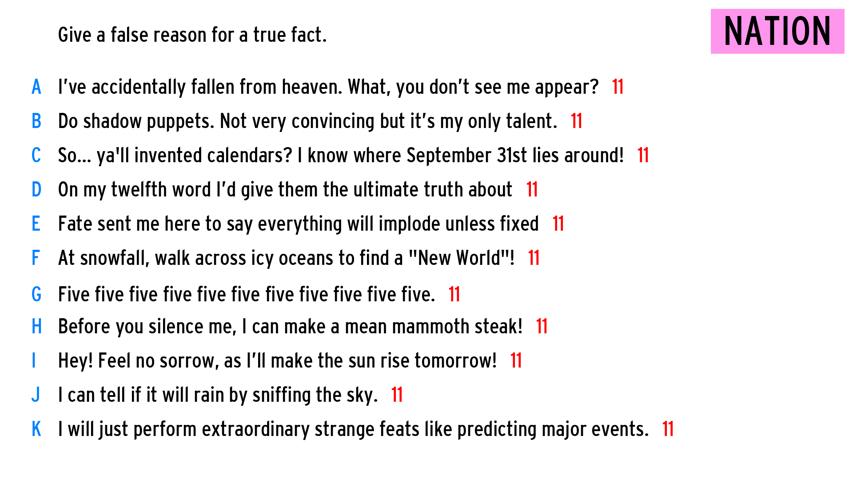 Give a false reason for a true fact.
NATION
A I've accidentally fallen from heaven. What, you don't see me appear? 11
B Do shadow puppets. Not very convincing but it's my only talent. 11
C So... ya'll invented calendars? I know where September 31st lies around! 11
D On my twelfth word I'd give them the ultimate truth about 11
E Fate sent me here to say everything will implode unless fixed 11
F At snowfall, walk across icy oceans to find a "New World"! 11
G Five five five five five five five five five five five. 11
H Before you silence me, I can make a mean mammoth steak! 11
I Hey! Feel no sorrow, as I'll make the sun rise tomorrow! 11
J I can tell if it will rain by sniffing the sky. 11
K I will just perform extraordinary strange feats like predicting major events. 11